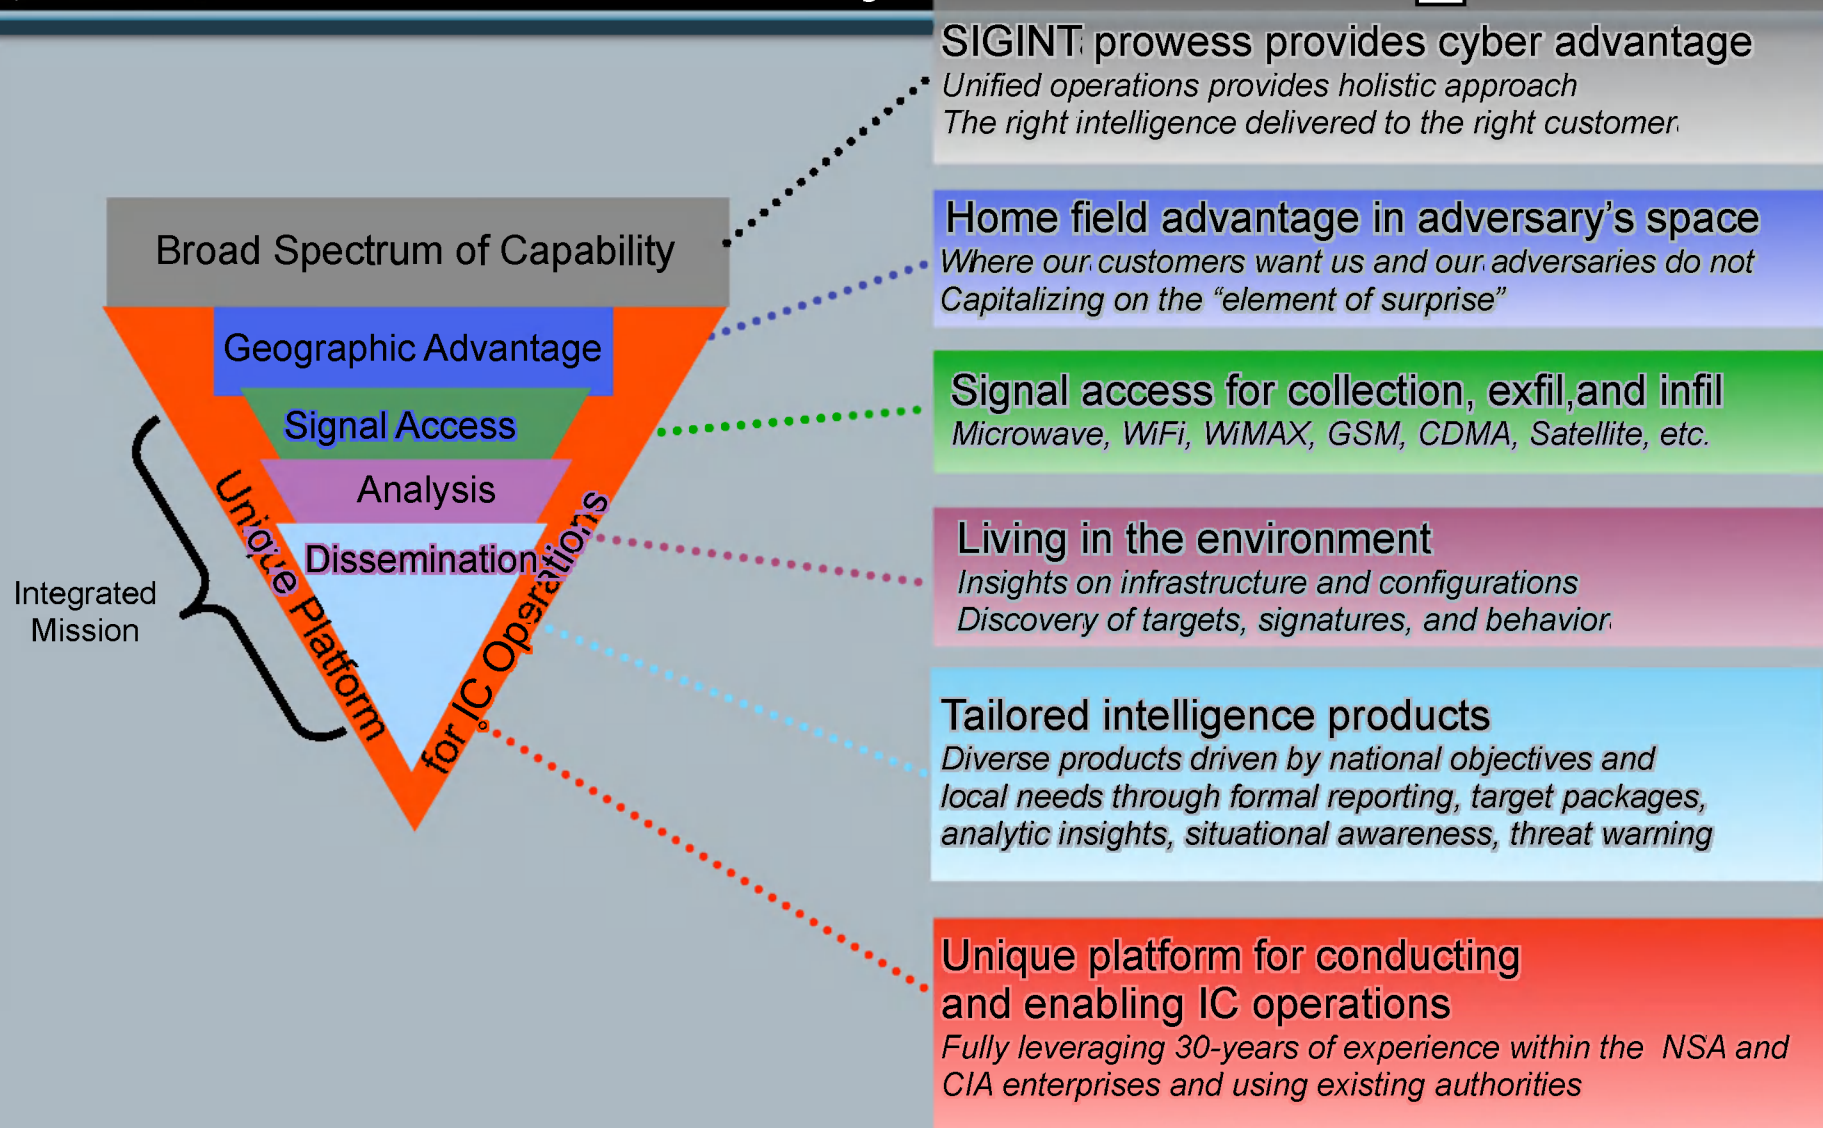 SIGINT prowess provides cyber advantage
Unified operations provides holistic approach
The right intelligence delivered to the right customer
Broad Spectrum of Capability
Home field advantage in adversary’s space
Where our customers want us and our adversaries do not
Capitalizing on the “element of surprise”
Geographic Advantage
Signal access for collection, exfil,and infil
Microwave, WiFi, WiMAX, GSM, CDMA, Satellite, etc.
Signal Access
Analysis
Dissemination
Unique Platform
for IC Operations
Integrated
Mission
Living in the environment
Insights on infrastructure and configurations
Discovery of targets, signatures, and behavior
Tailored intelligence products
Diverse products driven by national objectives and
local needs through formal reporting, target packages,
analytic insights, situational awareness, threat warning
Unique platform for conducting
and enabling IC operations
Fully leveraging 30-years of experience within the NSA and
CIA enterprises and using existing authorities